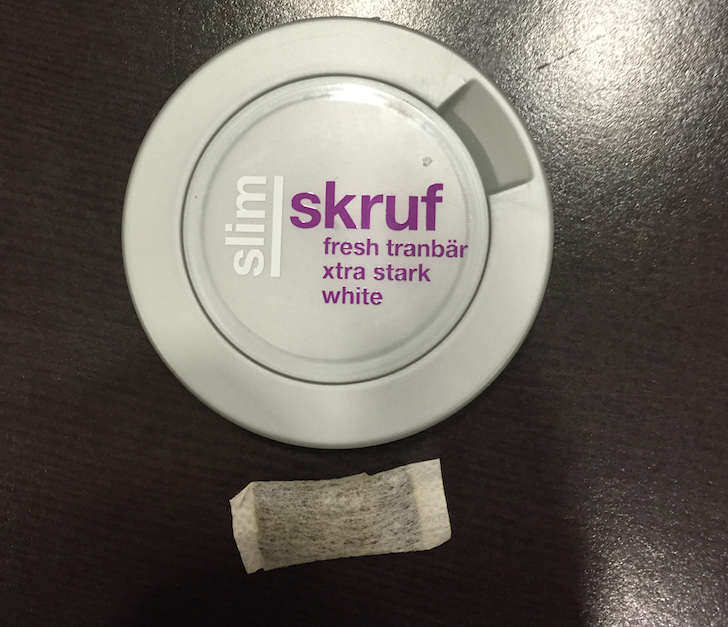 slim
skruf
fresh tranbär
xtra stark
white